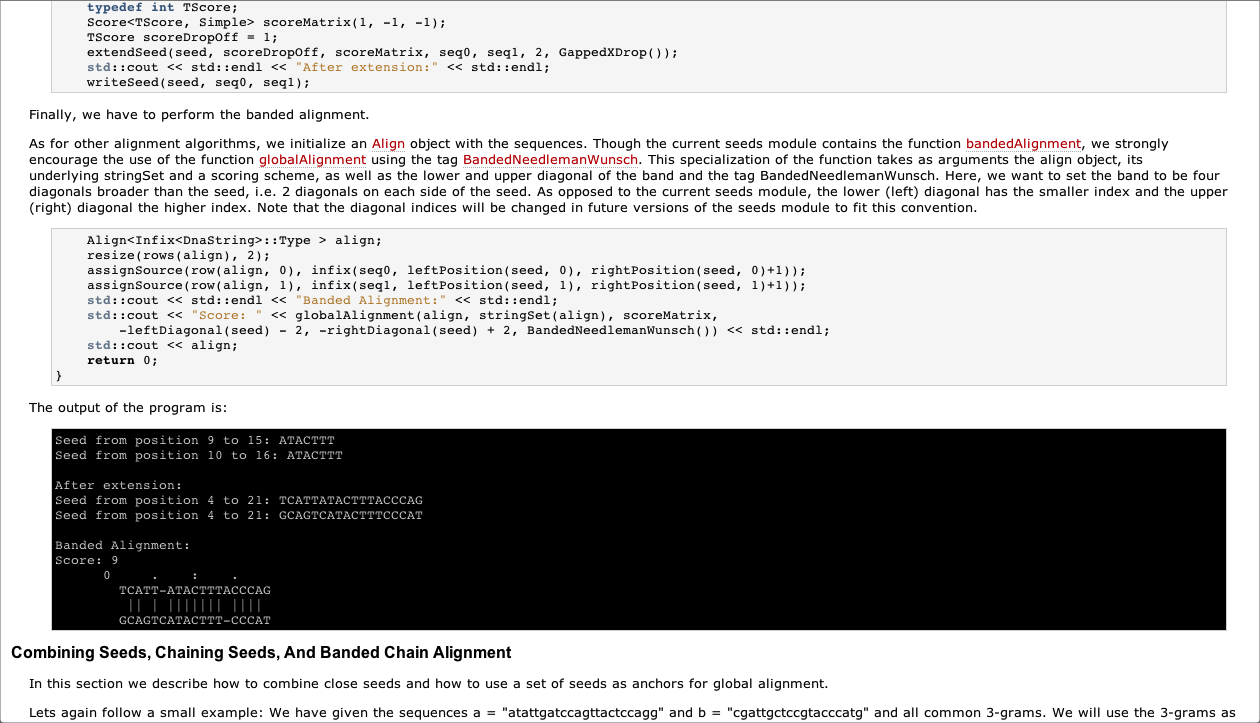 typedef int TScore;
Score<TScore, Simple> scoreMatrix(1, -1, -1);
TScore scoreDropOff = 1;
extendSeed(seed, scoreDropOff, scoreMatrix, seq0, seq1, 2, GappedXDrop());
std::cout << std::endl << "After extension:" << std::endl;
writeSeed(seed, seq0, seq1);
Finally, we have to perform the banded alignment.
As for other alignment algorithms, we initialize an Align object with the sequences. Though the current seeds module contains the function bandedAlignment, we strongly
encourage the use of the function globalAlignment using the tag BandedNeedlemanWunsch. This specialization of the function takes as arguments the align object, its
underlying stringSet and a scoring scheme, as well as the lower and upper diagonal of the band and the tag BandedNeedlemanWunsch. Here, we want to set the band to be four
diagonals broader than the seed, i.e. 2 diagonals on each side of the seed. As opposed to the current seeds module, the lower (left) diagonal has the smaller index and the upper
(right) diagonal the higher index. Note that the diagonal indices will be changed in future versions of the seeds module to fit this convention.
Align<Infix<DnaString>::Type > align;
resize(rows(align), 2);
assignSource(row(align, 0), infix(seq0, leftPosition(seed, 0), rightPosition(seed, 0)+1));
assignSource(row(align, 1), infix(seq1, leftPosition(seed, 1), rightPosition(seed, 1)+1));
std::cout << std::endl << "Banded Alignment:" << std::endl;
std::cout << "Score: " << globalAlignment(align, stringSet(align), scoreMatrix,
-leftDiagonal(seed) - 2, -rightDiagonal(seed) + 2, BandedNeedlemanWunsch()) << std::endl;
std::cout << align;
return 0;
}
The output of the program is:
Seed from position 9 to 15: ATACTTT
Seed from position 10 to 16: ATACTTT
After extension:
Seed from position 4 to 21: TCATTATACTTTACCCAG
Seed from position 4 to 21: GCAGTCATACTTTCCCAT
Banded Alignment:
Score: 9
0     .    :    .
TCATT-ATACTTTACCCAG
 || | ||||||| ||||
GCAGTCATACTTT-CCCAT
Combining Seeds, Chaining Seeds, And Banded Chain Alignment
In this section we describe how to combine close seeds and how to use a set of seeds as anchors for global alignment.
Lets again follow a small example: We have given the sequences a = "atattgatccagttactccagg" and b = "cgattgctccgtacccatg" and all common 3-grams. We will use the 3-grams as